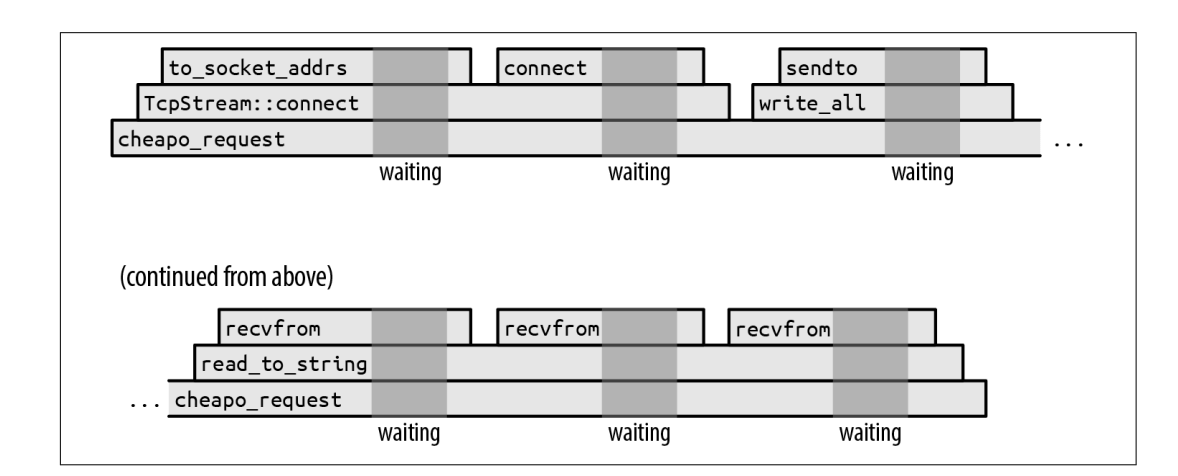 to_socket_addrs connect sendto
TcpStream::connect write_all
cheapo_request ...
waiting waiting waiting
(continued from above)
recvfrom recvfrom recvfrom
read_to_string
... cheapo_request
waiting waiting waiting